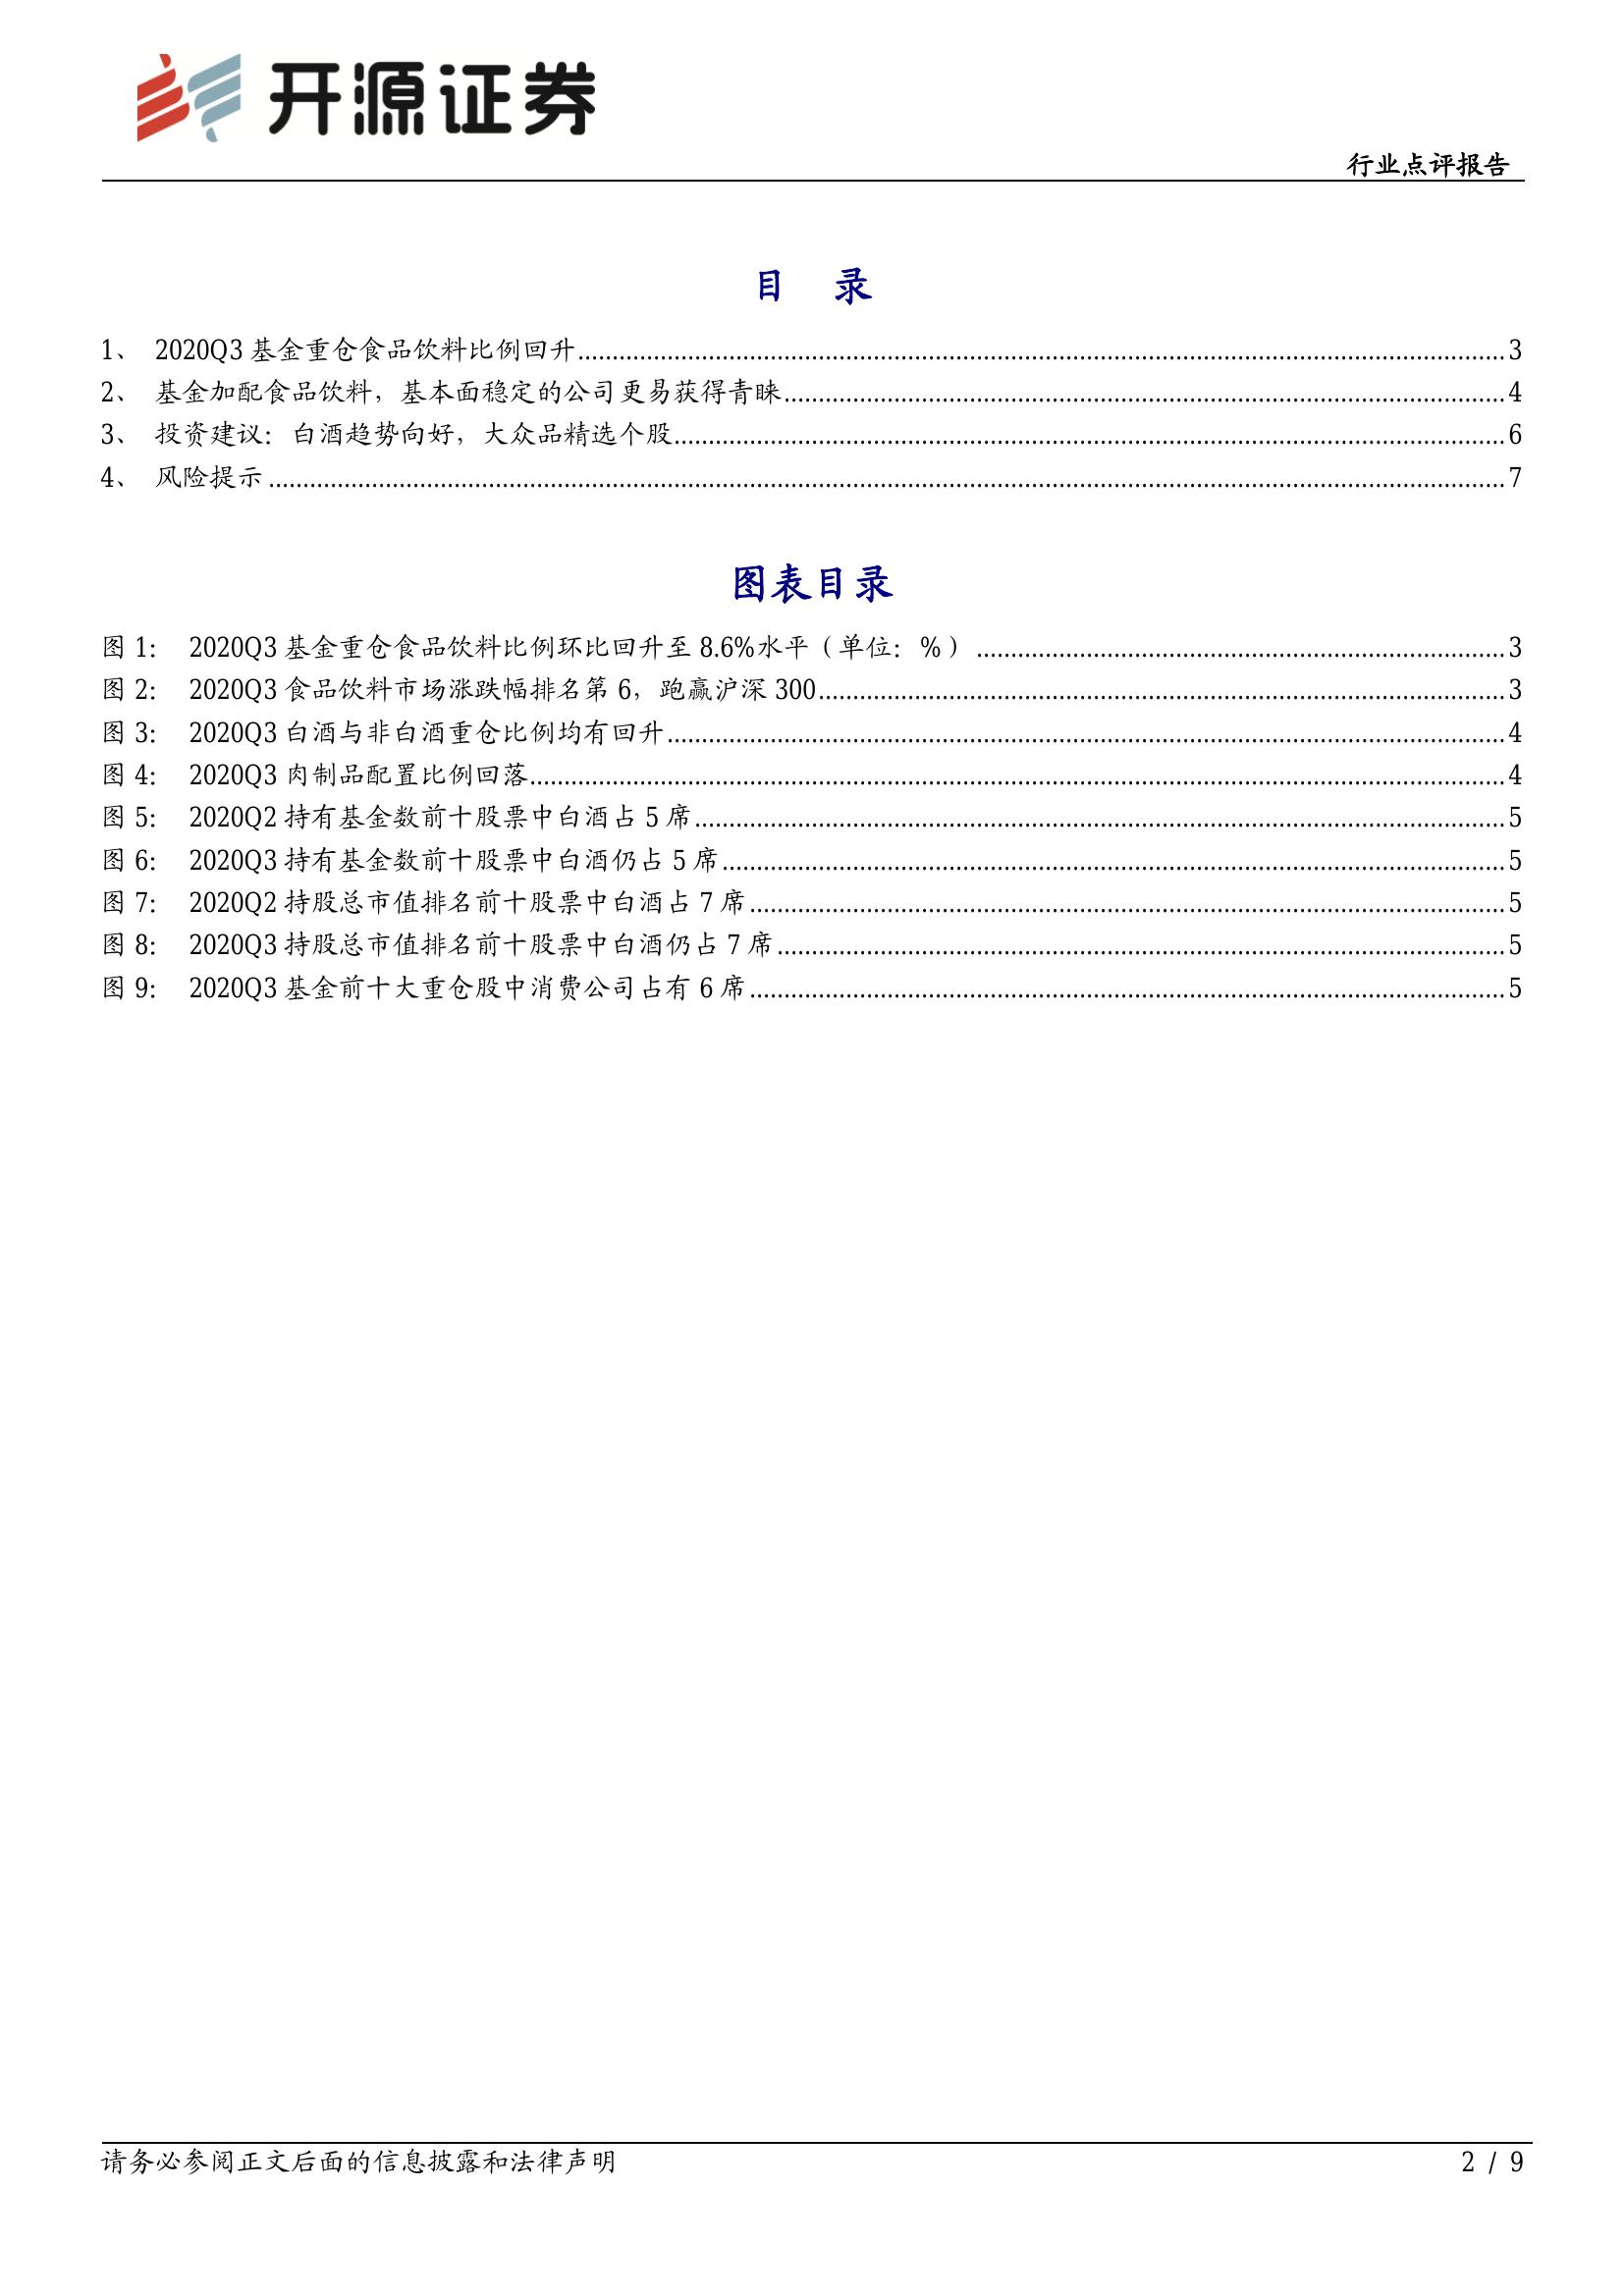 开源证券
行业点评报告
目 录
1、 2020Q3 基金重仓食品饮料比例回升........................................................................3
2、 基金加配食品饮料，基本面稳定的公司更易获得青睐........................................................................4
3、 投资建议：白酒趋势向好，大众品精选个股........................................................................6
4、 风险提示........................................................................7
图表目录
图 1： 2020Q3 基金重仓食品饮料比例环比回升至 8.6%水平（单位：%）........................................................................3
图 2： 2020Q3 食品饮料市场涨跌幅排名第 6，跑赢沪深 300........................................................................3
图 3： 2020Q3 白酒与非白酒重仓比例均有回升........................................................................4
图 4： 2020Q3 肉制品配置比例回落........................................................................4
图 5： 2020Q2 持有基金数前十股票中白酒占 5 席........................................................................5
图 6： 2020Q3 持有基金数前十股票中白酒仍占 5 席........................................................................5
图 7： 2020Q2 持股总市值排名前十股票中白酒占 7 席........................................................................5
图 8： 2020Q3 持股总市值排名前十股票中白酒仍占 7 席........................................................................5
图 9： 2020Q3 基金前十大重仓股中消费公司占有 6 席........................................................................5
请务必参阅正文后面的信息披露和法律声明 2 / 9